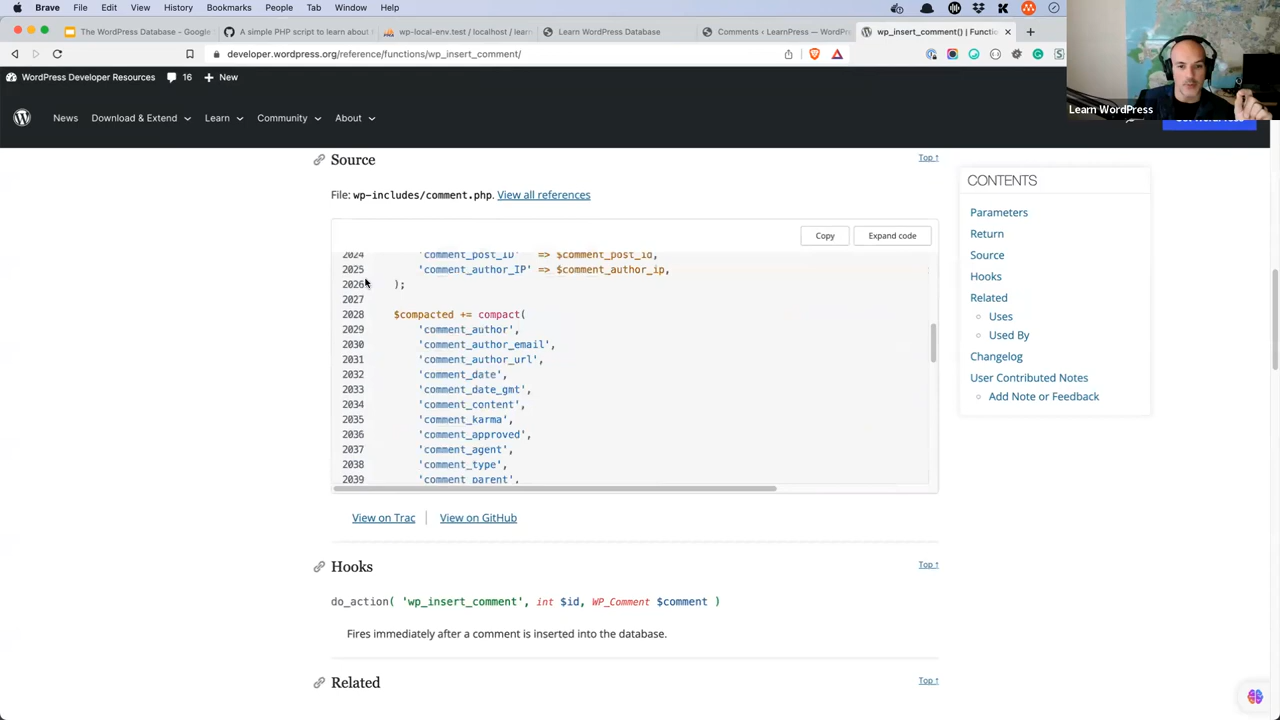 Brave File Edit View History Bookmarks People Tab Window Help
The WordPress Database - Google
A simple PHP script to learn about
wp-local-env.test / localhost / learn
Learn WordPress Database
Comments ‹ LearnPress — WordPr
wp_insert_comment() | Functi
developer.wordpress.org/reference/functions/wp_insert_comment/
WordPress Developer Resources 16 New
Learn WordPress
News Download & Extend Learn Community About
Source
Top ↑
File: wp-includes/comment.php. View all references
Copy
Expand code
2024 'comment_post_ID' => $comment_post_id,
2025 'comment_author_IP' => $comment_author_ip,
2026 );
2027
2028 $compacted += compact(
2029 'comment_author',
2030 'comment_author_email',
2031 'comment_author_url',
2032 'comment_date',
2033 'comment_date_gmt',
2034 'comment_content',
2035 'comment_karma',
2036 'comment_approved',
2037 'comment_agent',
2038 'comment_type',
2039 'comment_parent',
View on Trac
View on GitHub
Hooks
Top ↑
do_action( 'wp_insert_comment', int $id, WP_Comment $comment )
Fires immediately after a comment is inserted into the database.
Related
Top ↑
CONTENTS
Parameters
Return
Source
Hooks
Related
Uses
Used By
Changelog
User Contributed Notes
Add Note or Feedback